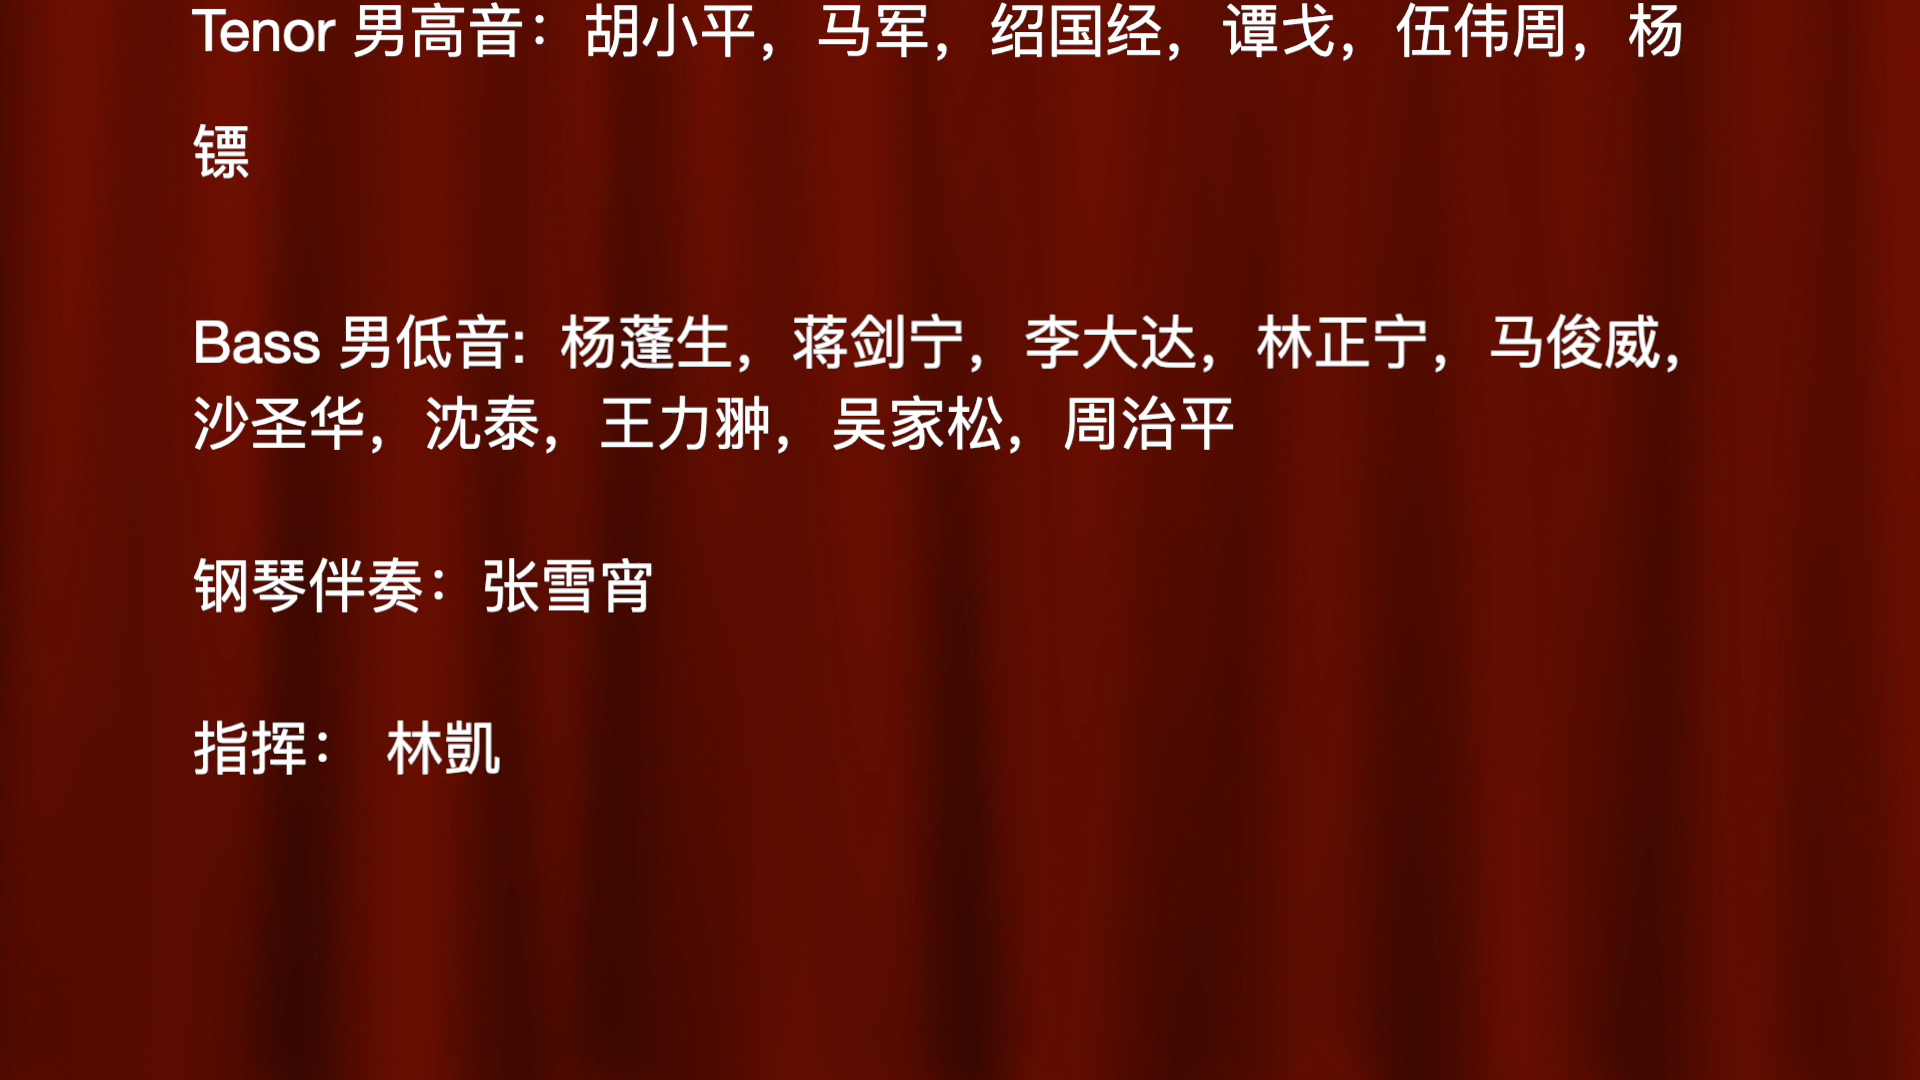 Tenor 男高音：胡小平，马军，绍国经，谭戈，伍伟周，杨
镖
Bass 男低音: 杨蓬生，蒋剑宁，李大达，林正宁，马俊威，
沙圣华，沈泰，王力翀，吴家松，周治平
钢琴伴奏：张雪宵
指挥： 林凱